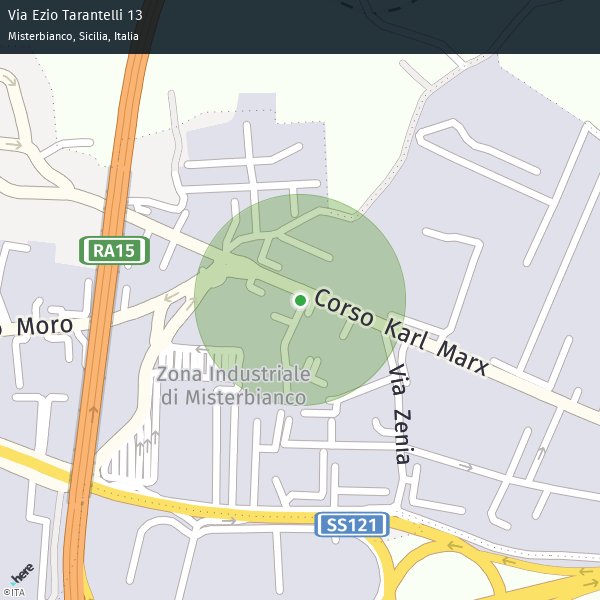 Via Ezio Tarantelli 13
Misterbianco, Sicilia, Italia
RA15
Moro
Corso Karl Marx
Zona Industriale
di Misterbianco
Via Zenia
SS121
here
©ITA